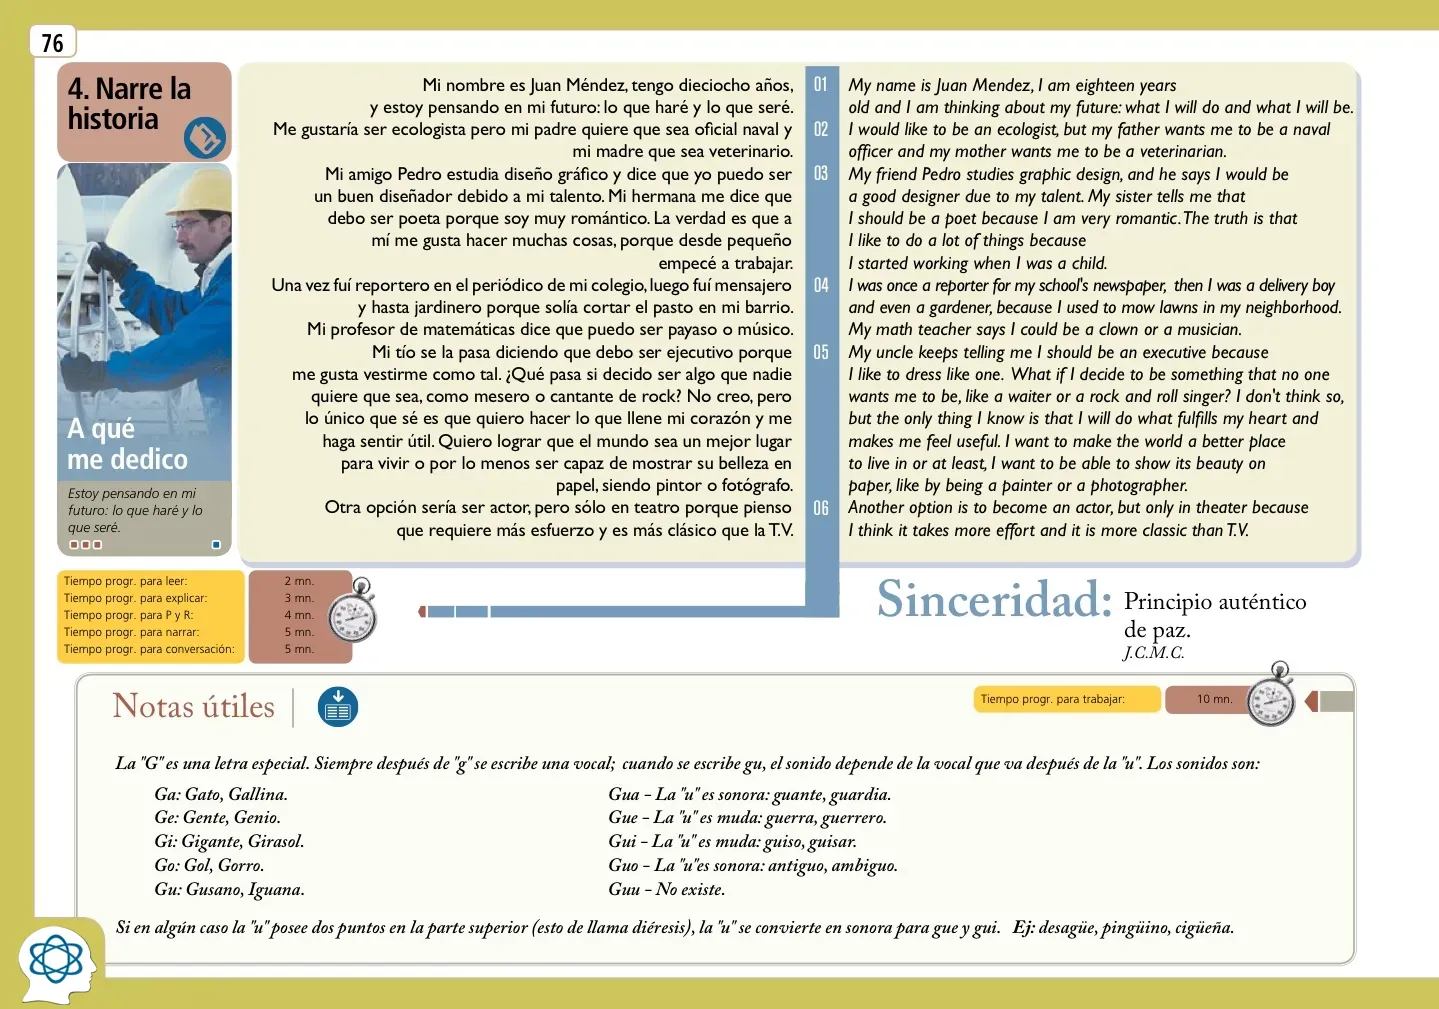 76
4. Narre la
historia
A qué
me dedico
Estoy pensando en mi
futuro: lo que haré y lo
que seré.
Mi nombre es Juan Méndez, tengo dieciocho años,
y estoy pensando en mi futuro: lo que haré y lo que seré.
Me gustaría ser ecologista pero mi padre quiere que sea oficial naval y
mi madre que sea veterinario.
Mi amigo Pedro estudia diseño gráfico y dice que yo puedo ser
un buen diseñador debido a mi talento. Mi hermana me dice que
debo ser poeta porque soy muy romántico. La verdad es que a
mí me gusta hacer muchas cosas, porque desde pequeño
empecé a trabajar.
Una vez fuí reportero en el periódico de mi colegio, luego fuí mensajero
y hasta jardinero porque solía cortar el pasto en mi barrio.
Mi profesor de matemáticas dice que puedo ser payaso o músico.
Mi tío se la pasa diciendo que debo ser ejecutivo porque
me gusta vestirme como tal. ¿Qué pasa si decido ser algo que nadie
quiere que sea, como mesero o cantante de rock? No creo, pero
lo único que sé es que quiero hacer lo que llene mi corazón y me
haga sentir útil. Quiero lograr que el mundo sea un mejor lugar
para vivir o por lo menos ser capaz de mostrar su belleza en
papel, siendo pintor o fotógrafo.
Otra opción sería ser actor, pero sólo en teatro porque pienso
que requiere más esfuerzo y es más clásico que la T.V.
01
02
03
04
05
06
My name is Juan Mendez, I am eighteen years
old and I am thinking about my future: what I will do and what I will be.
I would like to be an ecologist, but my father wants me to be a naval
officer and my mother wants me to be a veterinarian.
My friend Pedro studies graphic design, and he says I would be
a good designer due to my talent. My sister tells me that
I should be a poet because I am very romantic. The truth is that
I like to do a lot of things because
I started working when I was a child.
I was once a reporter for my school's newspaper, then I was a delivery boy
and even a gardener, because I used to mow lawns in my neighborhood.
My math teacher says I could be a clown or a musician.
My uncle keeps telling me I should be an executive because
I like to dress like one. What if I decide to be something that no one
wants me to be, like a waiter or a rock and roll singer? I don't think so,
but the only thing I know is that I will do what fulfills my heart and
makes me feel useful. I want to make the world a better place
to live in or at least, I want to be able to show its beauty on
paper, like by being a painter or a photographer.
Another option is to become an actor, but only in theater because
I think it takes more effort and it is more classic than T.V.
Tiempo progr. para leer: 2 mn.
Tiempo progr. para explicar: 3 mn.
Tiempo progr. para P y R: 4 mn.
Tiempo progr. para narrar: 5 mn.
Tiempo progr. para conversación: 5 mn.
Sinceridad: Principio auténtico
de paz.
J.C.M.C.
Notas útiles
Tiempo progr. para trabajar: 10 mn.
La "G" es una letra especial. Siempre después de "g" se escribe una vocal; cuando se escribe gu, el sonido depende de la vocal que va después de la "u". Los sonidos son:
Ga: Gato, Gallina.
Ge: Gente, Genio.
Gi: Gigante, Girasol.
Go: Gol, Gorro.
Gu: Gusano, Iguana.
Gua - La "u" es sonora: guante, guardia.
Gue - La "u" es muda: guerra, guerrero.
Gui - La "u" es muda: guiso, guisar.
Guo - La "u"es sonora: antiguo, ambiguo.
Guu - No existe.
Si en algún caso la "u" posee dos puntos en la parte superior (esto de llama diéresis), la "u" se convierte en sonora para gue y gui. Ej: desagüe, pingüino, cigüeña.